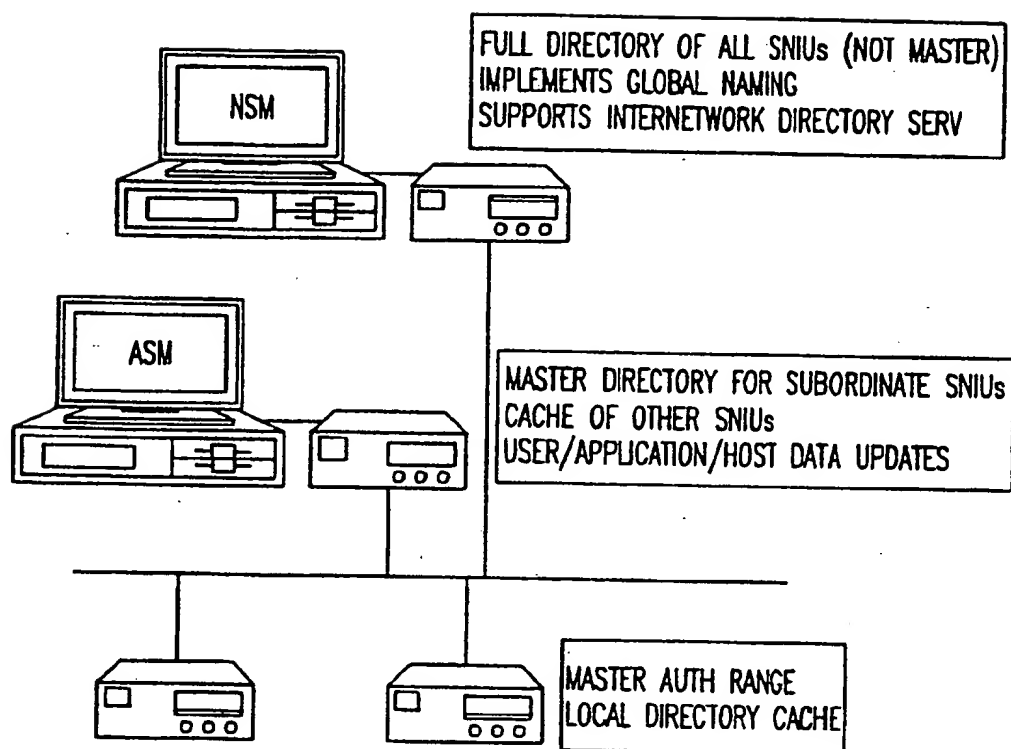 NSM
FULL DIRECTORY OF ALL SNIUs (NOT MASTER)
IMPLEMENTS GLOBAL NAMING
SUPPORTS INTERNETWORK DIRECTORY SERV
ASM
MASTER DIRECTORY FOR SUBORDINATE SNIUs
CACHE OF OTHER SNIUs
USER/APPLICATION/HOST DATA UPDATES
MASTER AUTH RANGE
LOCAL DIRECTORY CACHE